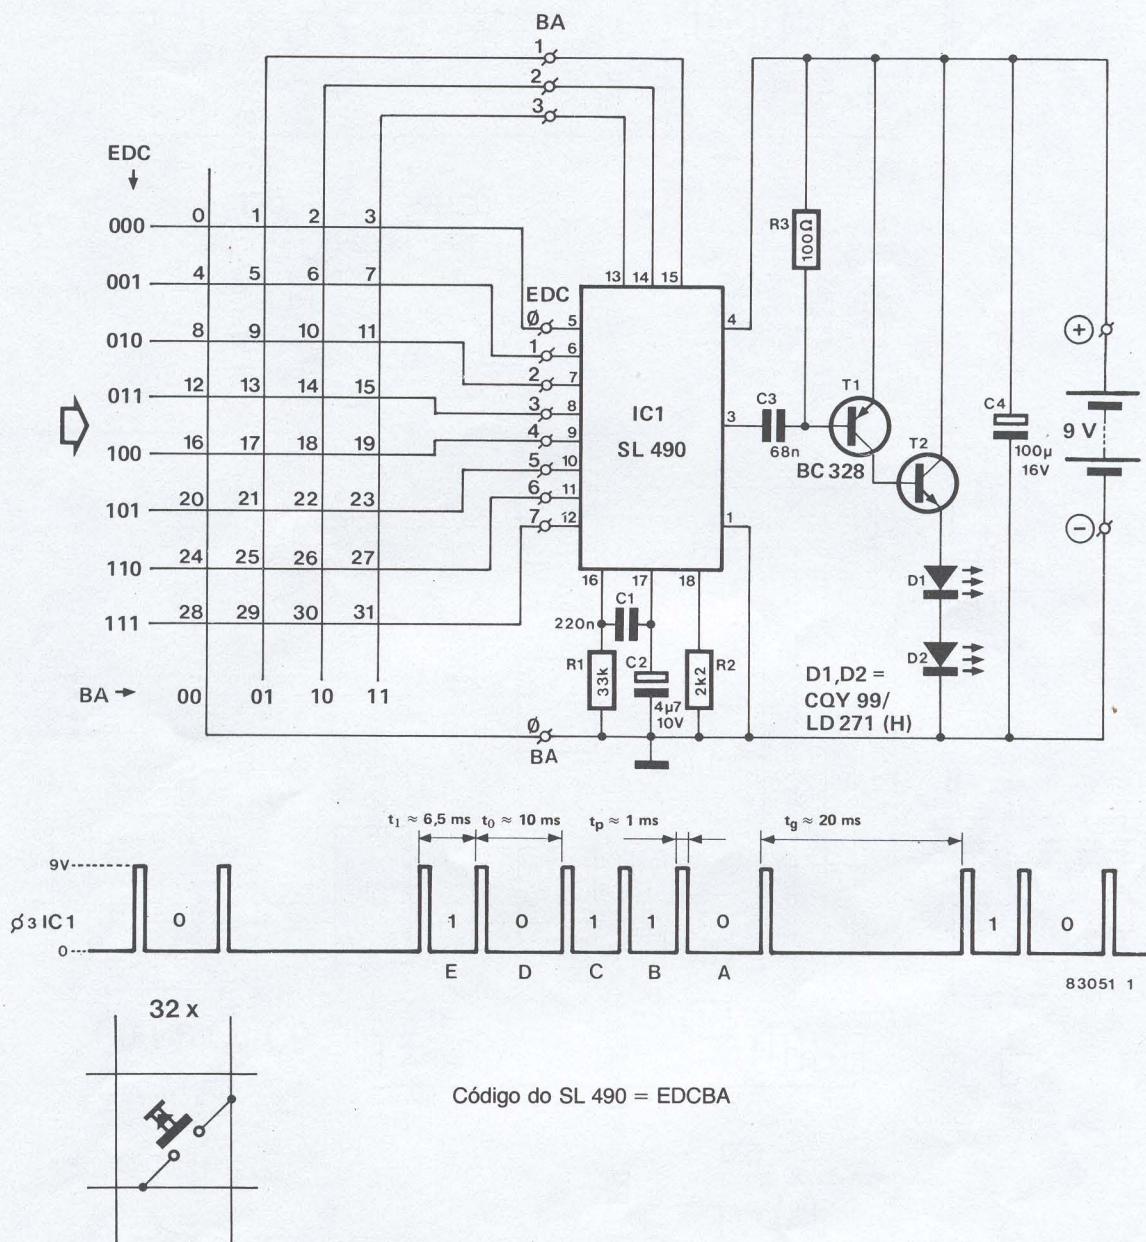 BA
1
2
3
EDC
000 0 1 2 3
001 4 5 6 7
010 8 9 10 11
011 12 13 14 15
100 16 17 18 19
101 20 21 22 23
110 24 25 26 27
111 28 29 30 31
BA 00 01 10 11
13 14 15
EDC
Ø 5
1 6
2 7
3 8
4 9
5 10
6 11
7 12
IC1
SL 490
4
3
1
16 17 18
C1
220n
R1
33k
C2
4µ7
10V
R2
2k2
Ø
BA
R3
100Ω
C3
68n
T1
BC 328
T2
C4
100µ
16V
+
9 V
−
D1
D2
D1,D2 =
CQY 99/
LD 271 (H)
t1 ≈ 6,5 ms t0 ≈ 10 ms tp ≈ 1 ms tg ≈ 20 ms
9V
Ø 3 IC 1
0
0 1 0 1 1 0 1 0
E D C B A
83051 1
32 x
Código do SL 490 = EDCBA